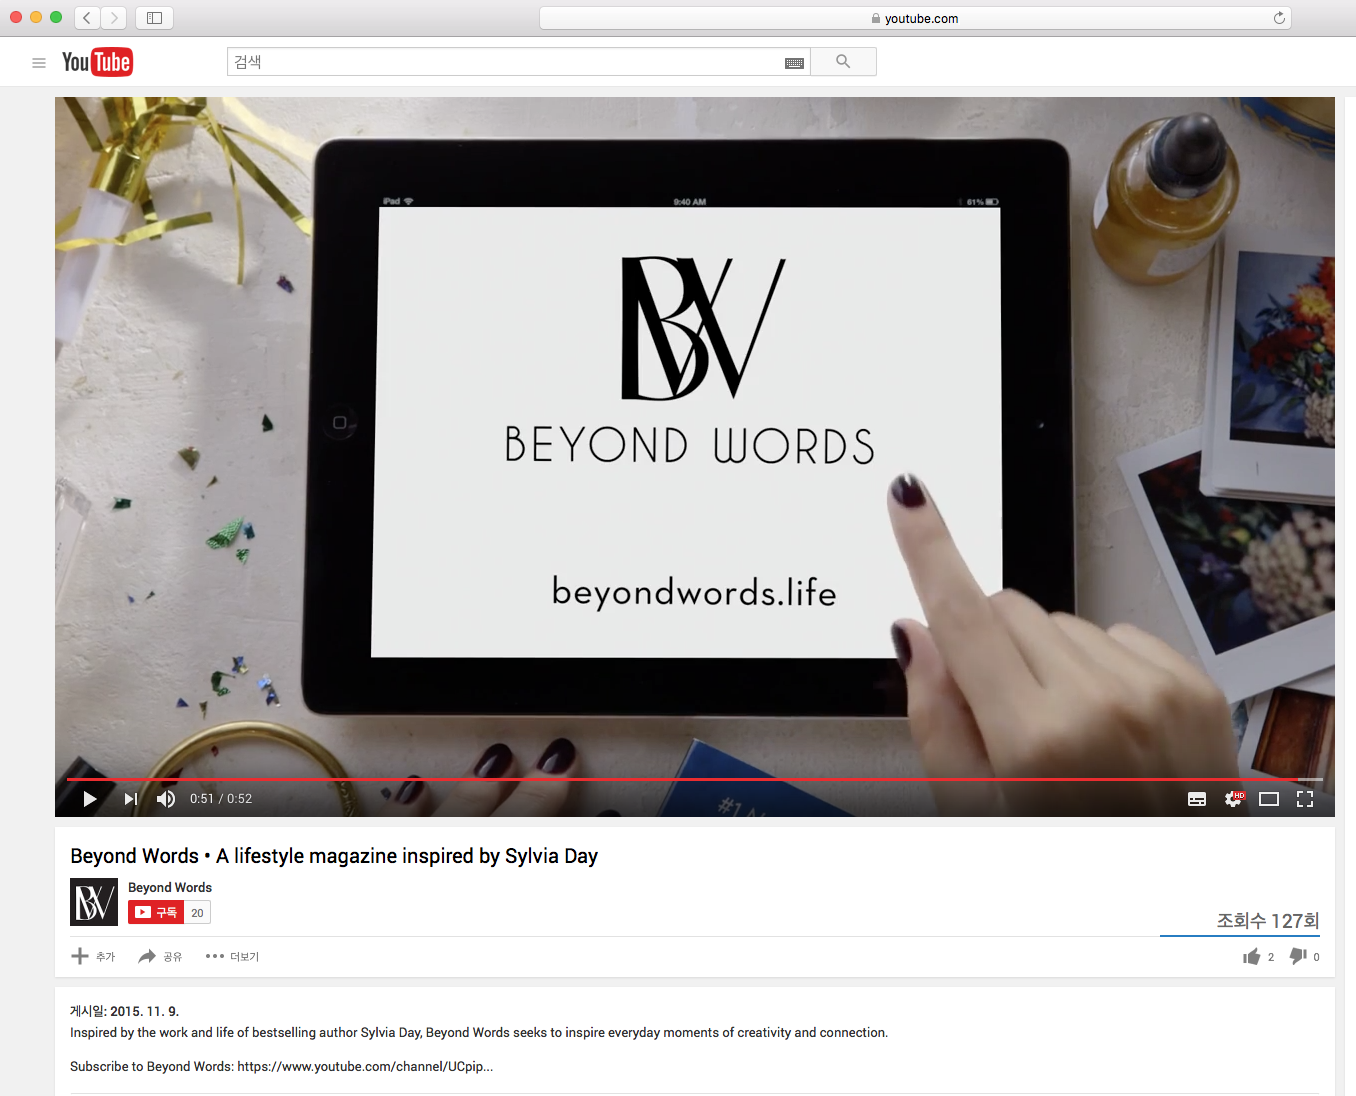 youtube.com
YouTube
검색
iPad 9:40 AM 61%
BV
BEYOND WORDS
beyondwords.life
#1 N
0:51 / 0:52
HD
Beyond Words • A lifestyle magazine inspired by Sylvia Day
BV
Beyond Words
구독 20
조회수 127회
추가 공유 더보기 2 0
게시일: 2015. 11. 9.
Inspired by the work and life of bestselling author Sylvia Day, Beyond Words seeks to inspire everyday moments of creativity and connection.
Subscribe to Beyond Words: https://www.youtube.com/channel/UCpip...